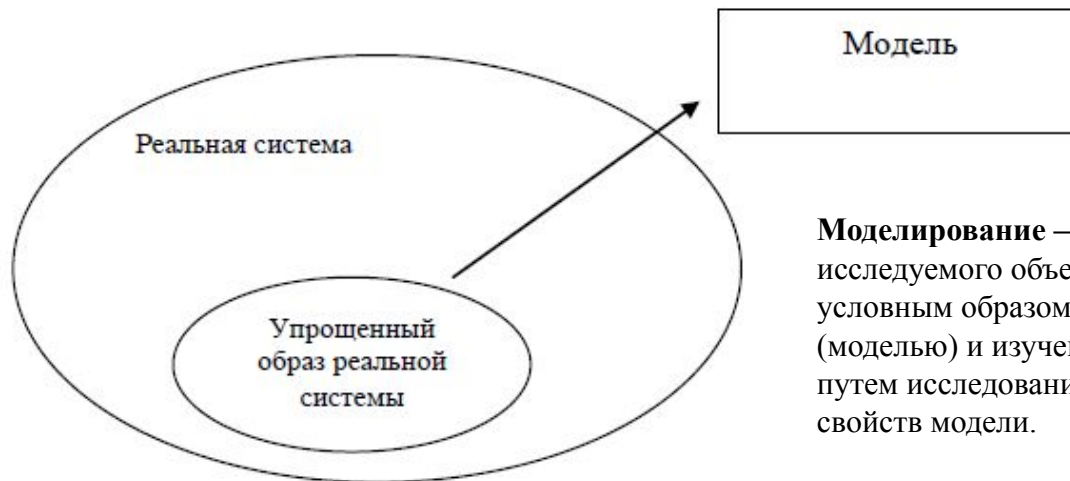 Модель
Реальная система
Упрощенный
образ реальной
системы
Моделирование –
исследуемого
условным образом
(моделью) и
путем
свойств модели.